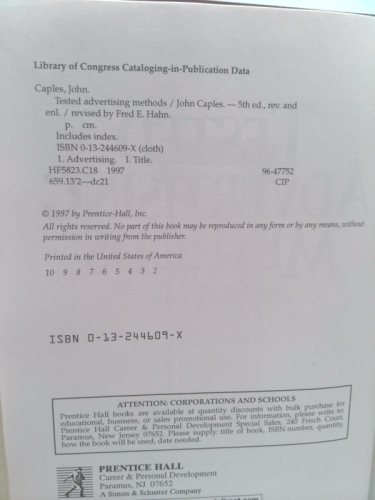 Library of Congress Cataloging-in-Publication Data
Caples, John.
Tested advertising methods / John Caples. — 5th ed., rev. and
enl. / revised by Fred E. Hahn.
p. cm.
Includes index.
ISBN 0-13-244609-X (cloth)
1. Advertising. I. Title.
HF5823.C18 1997 96-47752
659.13'2—dc21 CIP
© 1997 by Prentice-Hall, Inc.
All rights reserved. No part of this book may be reproduced in any form or by any means, without
permission in writing from the publisher.
Printed in the United States of America
10 9 8 7 6 5 4 3 2
ISBN 0-13-244609-X
ATTENTION: CORPORATIONS AND SCHOOLS
Prentice Hall books are available at quantity discounts with bulk purchase for
educational, business, or sales promotional use. For information, please write to:
Prentice Hall Career & Personal Development Special Sales, 240 Frisch Court,
Paramus, New Jersey 07652. Please supply: title of book, ISBN number, quantity,
how the book will be used, date needed.
PRENTICE HALL
Career & Personal Development
Paramus, NJ 07652
A Simon & Schuster Company